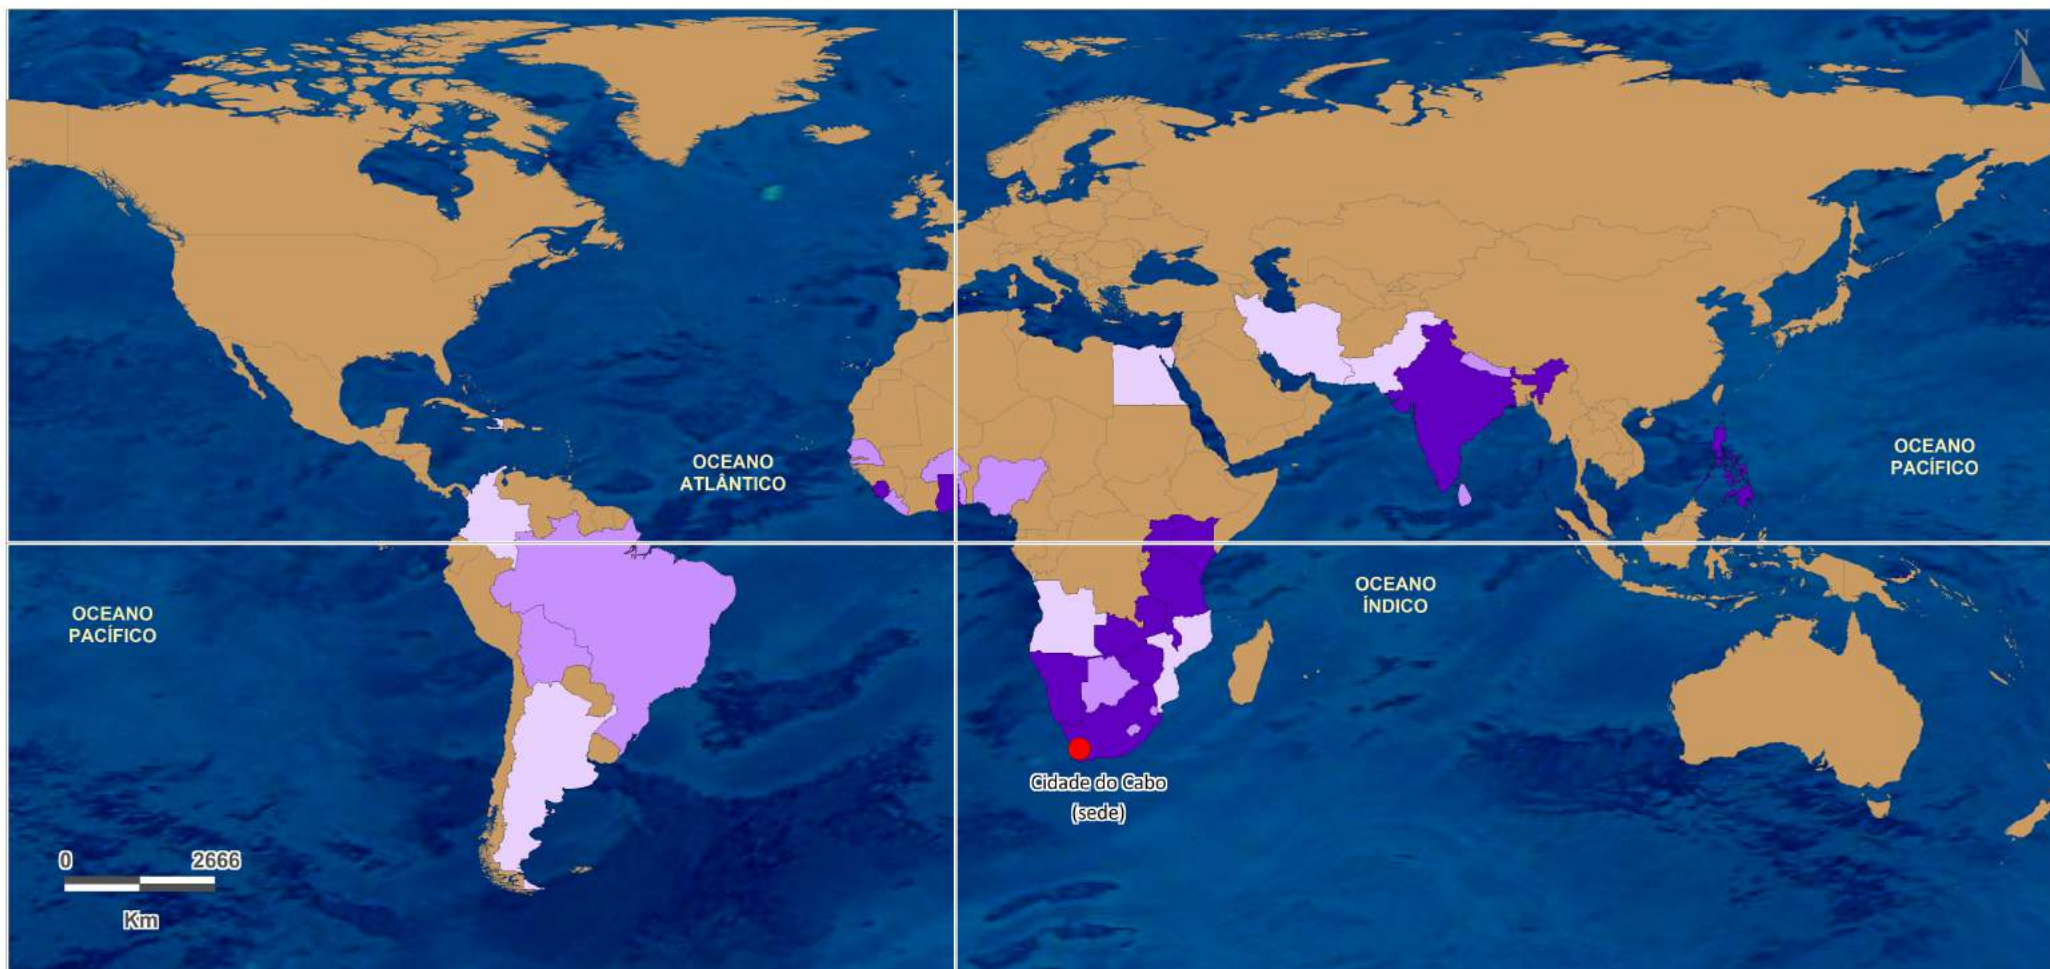 N
OCEANO
ATLÂNTICO
OCEANO
PACÍFICO
OCEANO
ÍNDICO
OCEANO
PACÍFICO
Cidade do Cabo
(sede)
0 2666
Km